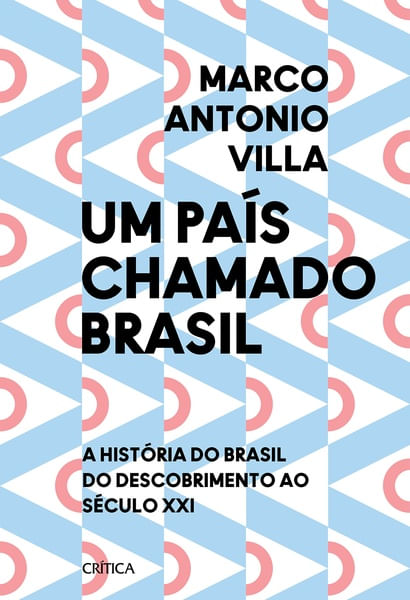 MARCO
ANTONIO
VILLA
UM PAÍS
CHAMADO
BRASIL
A HISTÓRIA DO BRASIL
DO DESCOBRIMENTO AO
SÉCULO XXI
CRÍTICA